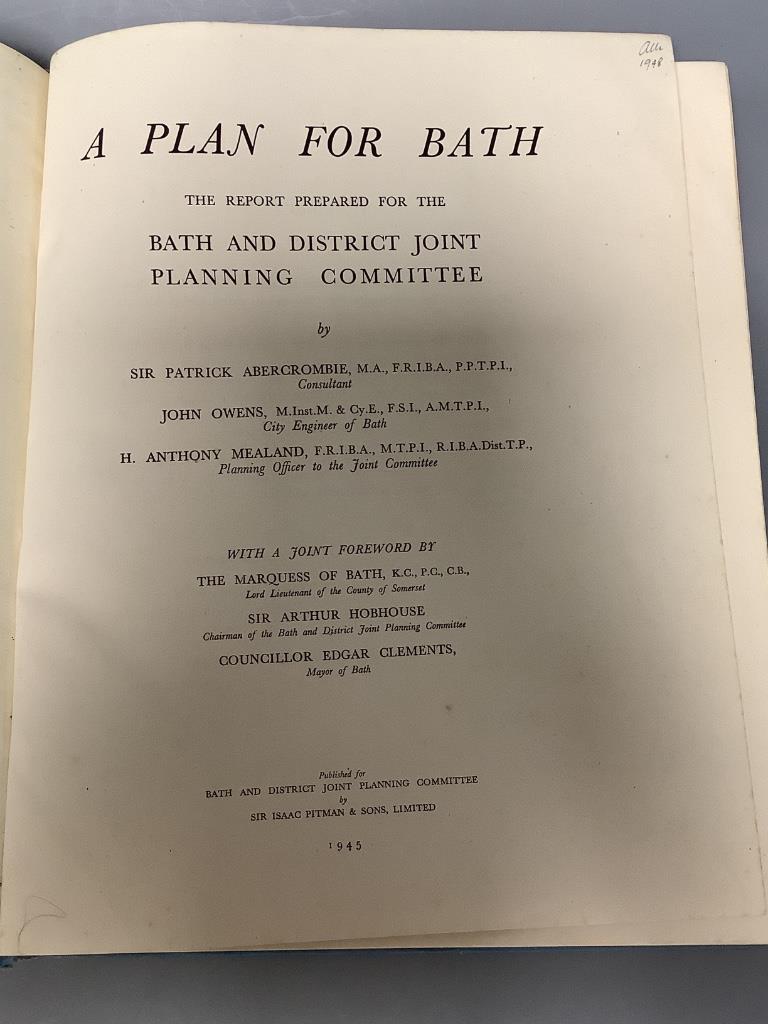 1948
A PLAN FOR BATH
THE REPORT PREPARED FOR THE
BATH AND DISTRICT JOINT
PLANNING COMMITTEE
by
SIR PATRICK ABERCROMBIE, M.A., F.R.I.B.A., P.P.T.P.I.,
Consultant
JOHN OWENS, M.Inst.M. & Cy.E., F.S.I., A.M.T.P.I.,
City Engineer of Bath
H. ANTHONY MEALAND, F.R.I.B.A., M.T.P.I., R.I.B.A.Dist.T.P.,
Planning Officer to the Joint Committee
WITH A JOINT FOREWORD BY
THE MARQUESS OF BATH, K.C., P.C., C.B.,
Lord Lieutenant of the County of Somerset
SIR ARTHUR HOBHOUSE
Chairman of the Bath and District Joint Planning Committee
COUNCILLOR EDGAR CLEMENTS,
Mayor of Bath
Published for
BATH AND DISTRICT JOINT PLANNING COMMITTEE
by
SIR ISAAC PITMAN & SONS, LIMITED
1945